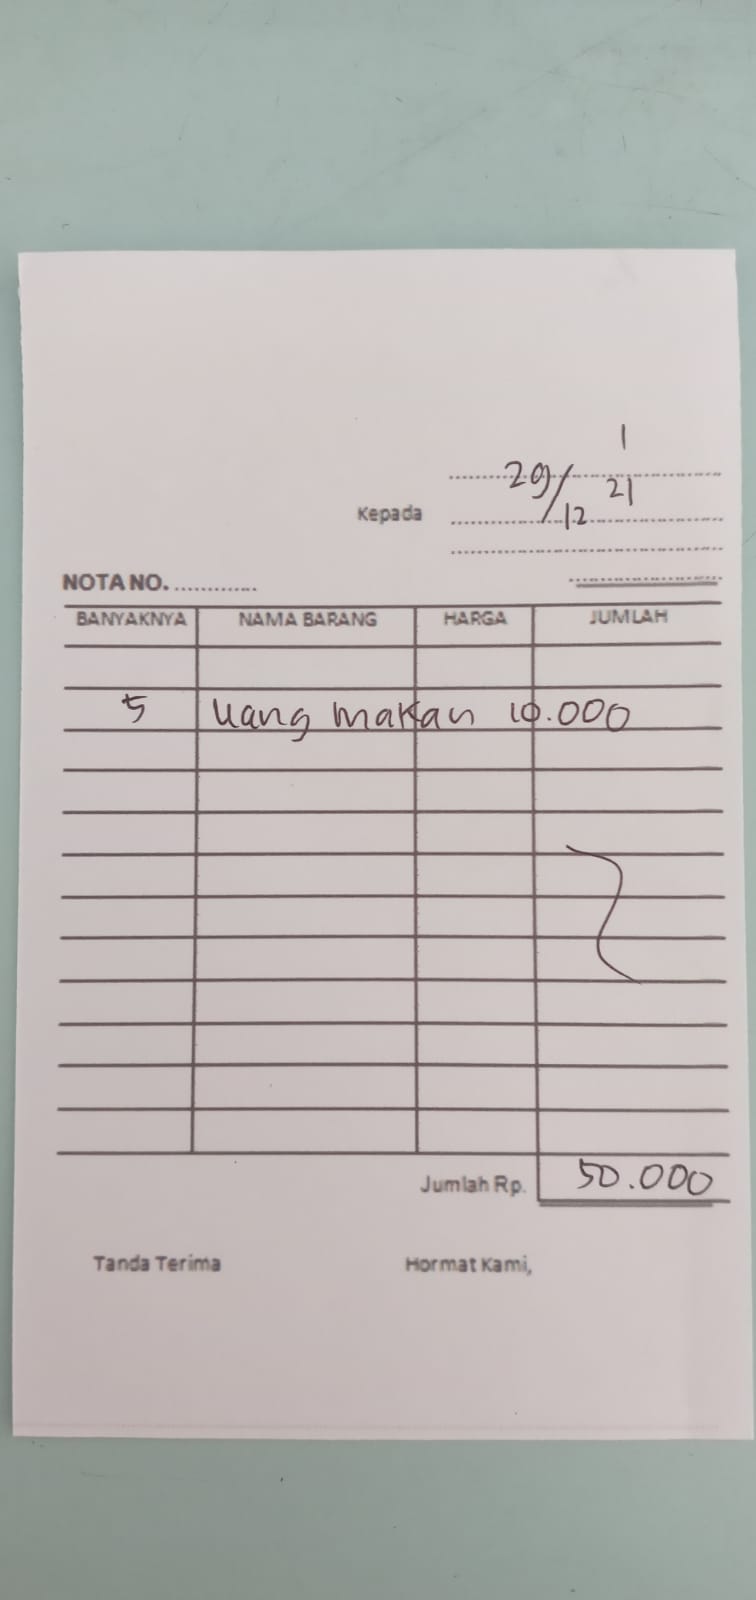 29/12 21
Kepada
NOTA NO. .............
BANYAKNYA NAMA BARANG HARGA JUMLAH
5 uang makan 10.000
Jumlah Rp. 50.000
Tanda Terima Hormat Kami,